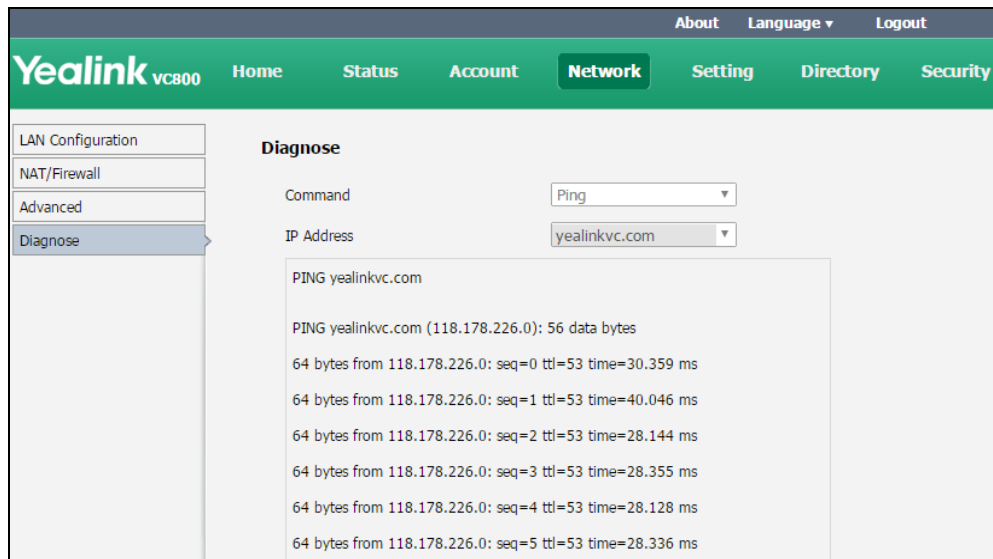 About Language ▾ Logout
Yealink VC800 Home Status Account Network Setting Directory Security
LAN Configuration
NAT/Firewall
Advanced
Diagnose
Diagnose
Command Ping
IP Address yealinkvc.com
PING yealinkvc.com
PING yealinkvc.com (118.178.226.0): 56 data bytes
64 bytes from 118.178.226.0: seq=0 ttl=53 time=30.359 ms
64 bytes from 118.178.226.0: seq=1 ttl=53 time=40.046 ms
64 bytes from 118.178.226.0: seq=2 ttl=53 time=28.144 ms
64 bytes from 118.178.226.0: seq=3 ttl=53 time=28.355 ms
64 bytes from 118.178.226.0: seq=4 ttl=53 time=28.128 ms
64 bytes from 118.178.226.0: seq=5 ttl=53 time=28.336 ms